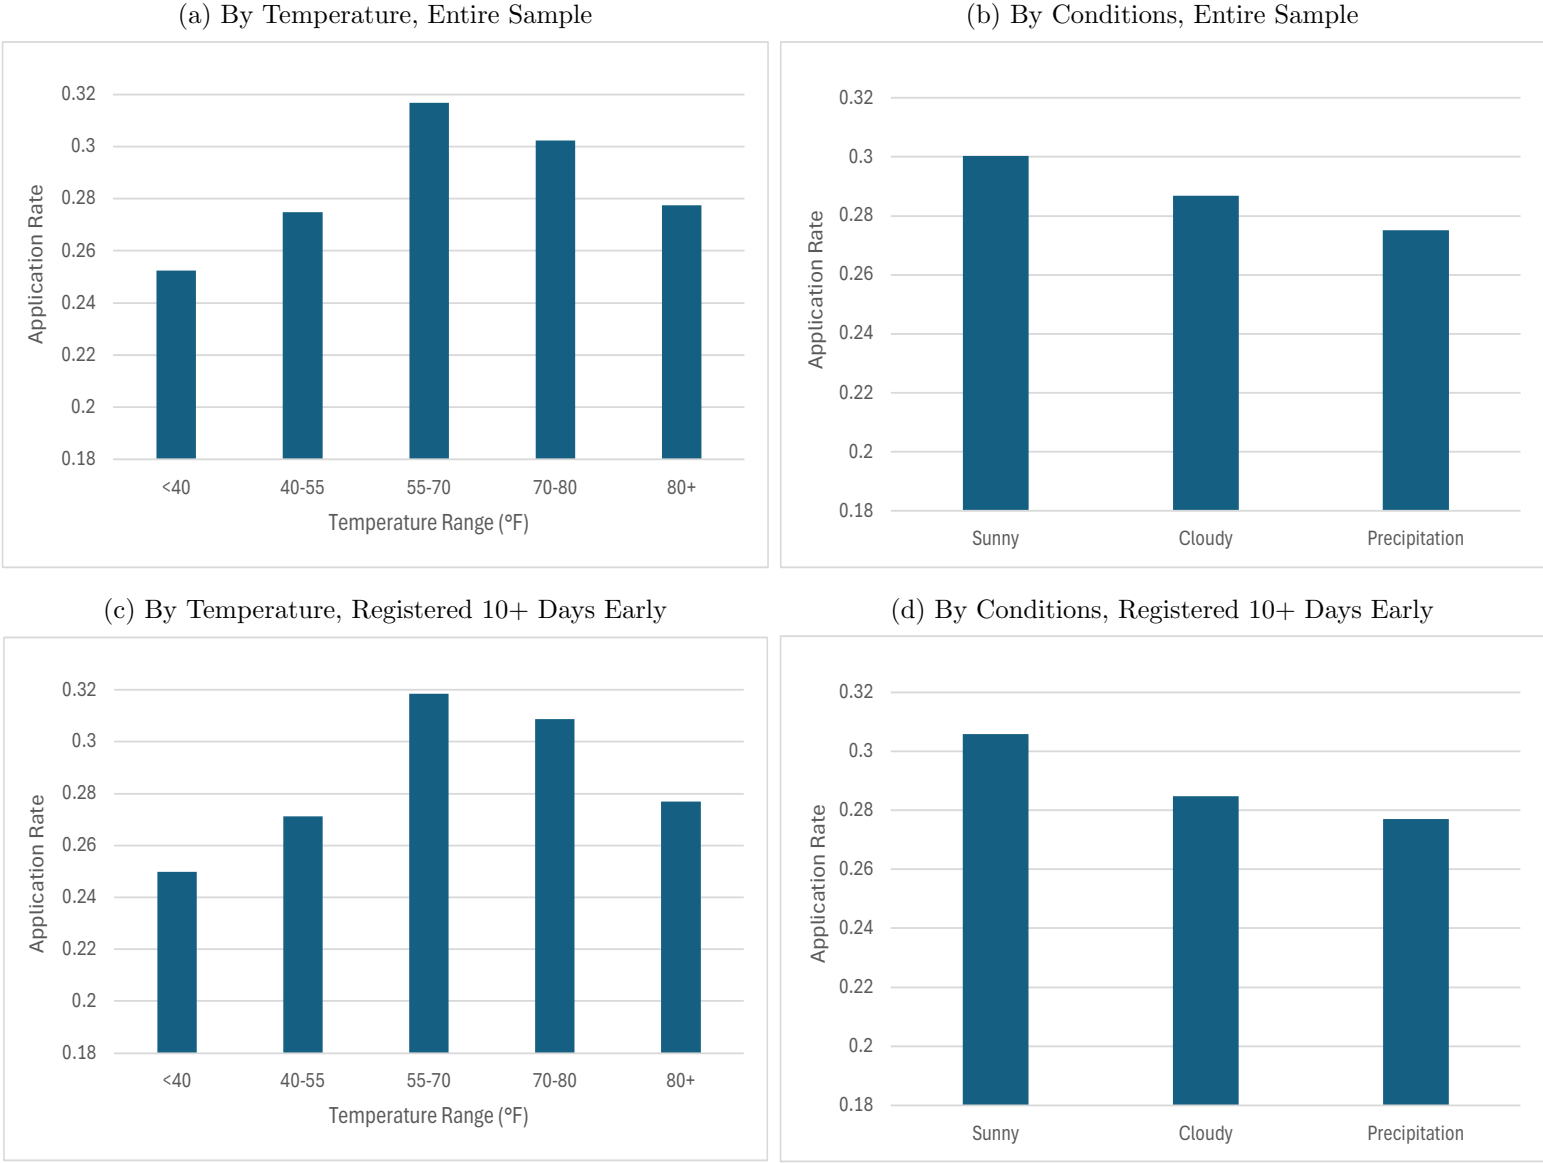 (a) By Temperature, Entire Sample
0.32
0.3
0.28
0.26
0.24
0.22
0.2
0.18
Application Rate
<40 40-55 55-70 70-80 80+
Temperature Range (°F)
(b) By Conditions, Entire Sample
0.32
0.3
0.28
0.26
0.24
0.22
0.2
0.18
Application Rate
Sunny Cloudy Precipitation
(c) By Temperature, Registered 10+ Days Early
0.32
0.3
0.28
0.26
0.24
0.22
0.2
0.18
Application Rate
<40 40-55 55-70 70-80 80+
Temperature Range (°F)
(d) By Conditions, Registered 10+ Days Early
0.32
0.3
0.28
0.26
0.24
0.22
0.2
0.18
Application Rate
Sunny Cloudy Precipitation